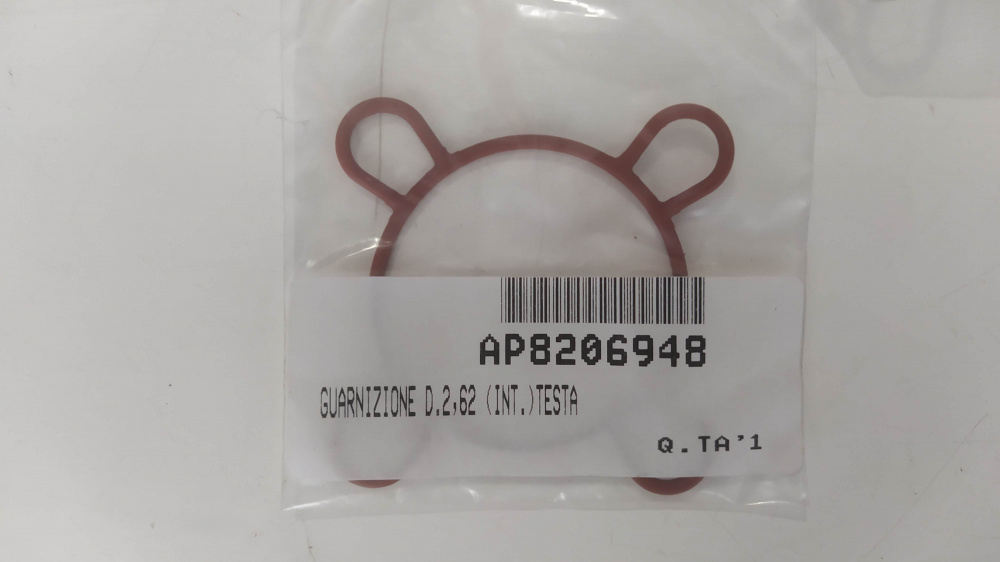 AP8206948
GUARNIZIONE D.2,62 (INT.)TESTA
Q.TA'1